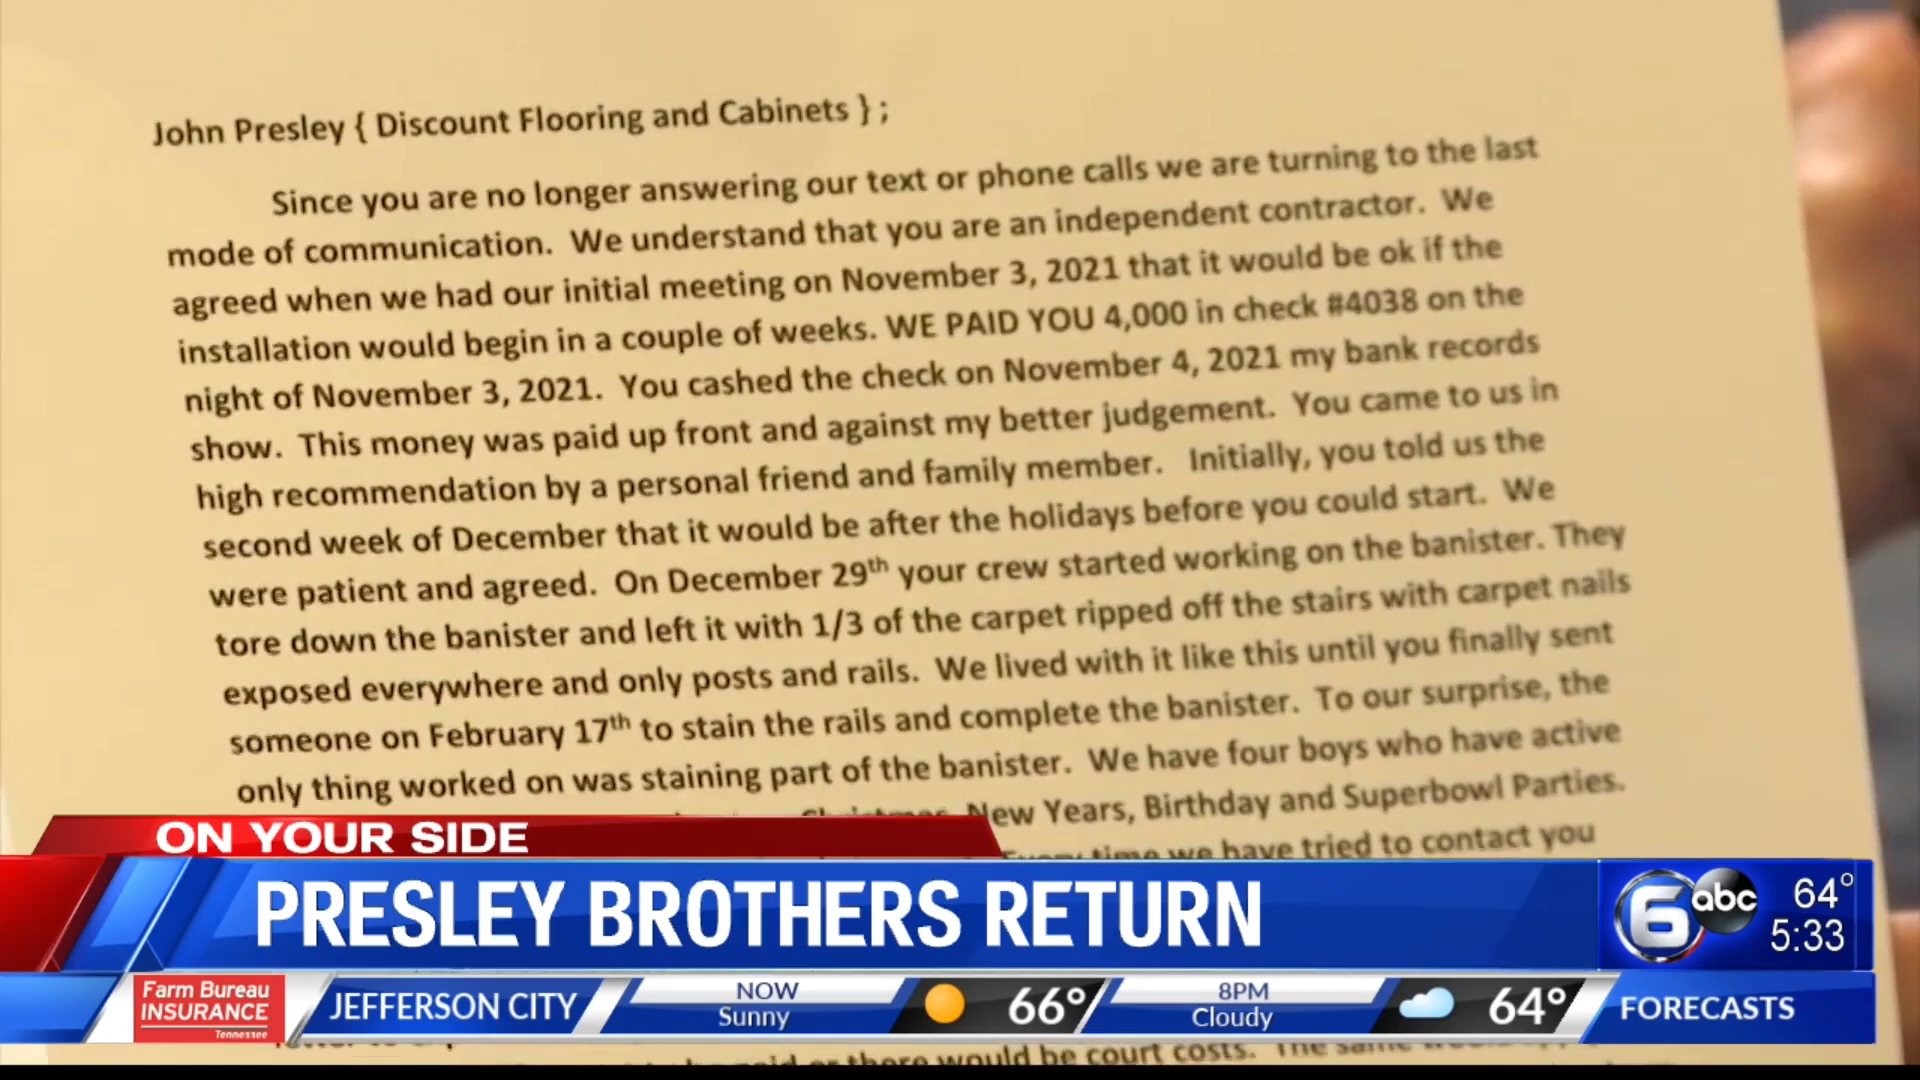 John Presley { Discount Flooring and Cabinets } ;
Since you are no longer answering our text or phone calls we are turning to the last
mode of communication. We understand that you are an independent contractor. We
agreed when we had our initial meeting on November 3, 2021 that it would be ok if the
installation would begin in a couple of weeks. WE PAID YOU 4,000 in check #4038 on the
night of November 3, 2021. You cashed the check on November 4, 2021 my bank records
show. This money was paid up front and against my better judgement. You came to us in
high recommendation by a personal friend and family member. Initially, you told us the
second week of December that it would be after the holidays before you could start. We
were patient and agreed. On December 29th your crew started working on the banister. They
tore down the banister and left it with 1/3 of the carpet ripped off the stairs with carpet nails
exposed everywhere and only posts and rails. We lived with it like this until you finally sent
someone on February 17th to stain the rails and complete the banister. To our surprise, the
only thing worked on was staining part of the banister. We have four boys who have active
Christmas, New Years, Birthday and Superbowl Parties.
Every time we have tried to contact you
ON YOUR SIDE
PRESLEY BROTHERS RETURN
6 abc
64°
5:33
Farm Bureau
INSURANCE
Tennessee
JEFFERSON CITY
NOW
Sunny
66°
8PM
Cloudy
64°
FORECASTS
paid or there would be court costs. The same